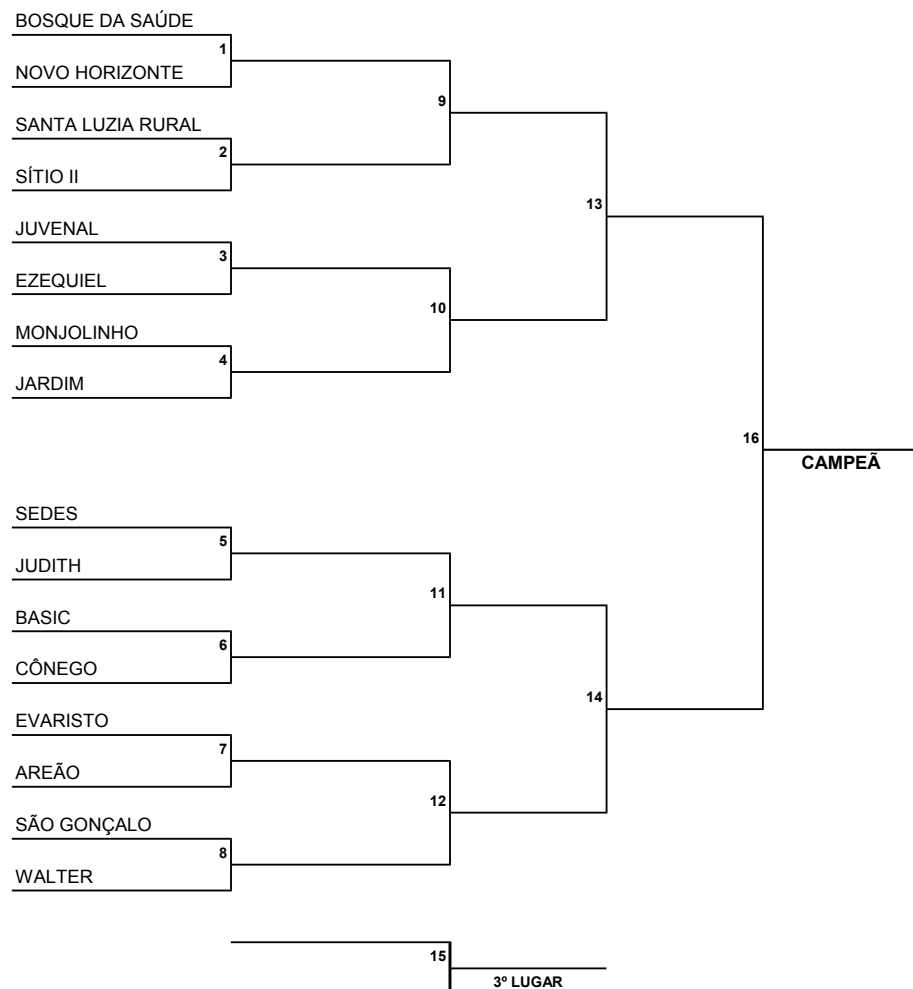 BOSQUE DA SAÚDE
1
NOVO HORIZONTE
9
SANTA LUZIA RURAL
2
SÍTIO II
13
JUVENAL
3
EZEQUIEL
10
MONJOLINHO
4
JARDIM
16
CAMPEÃ
SEDES
5
JUDITH
11
BASIC
6
CÔNEGO
14
EVARISTO
7
AREÃO
12
SÃO GONÇALO
8
WALTER
15
3º LUGAR